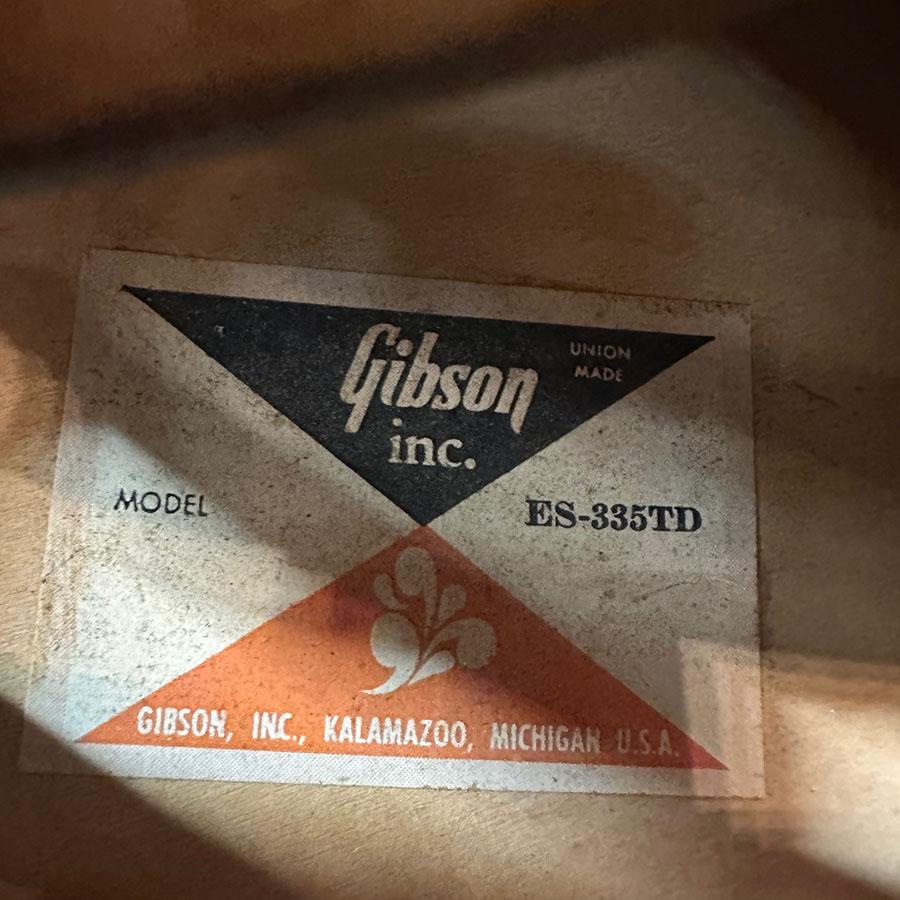 Gibson
inc.
UNION
MADE
MODEL
ES-335TD
GIBSON, INC., KALAMAZOO, MICHIGAN U.S.A.